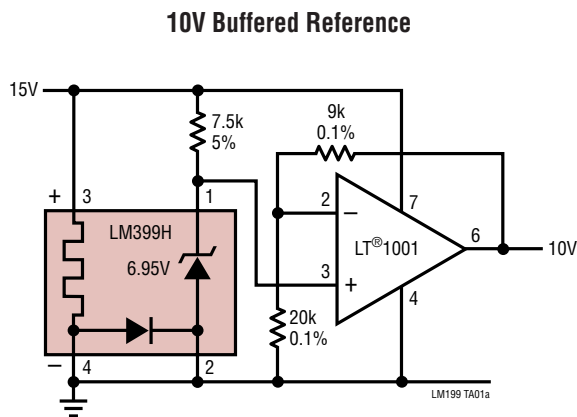 10V Buffered Reference
15V
7.5k
5%
9k
0.1%
+
3
1
2
–
7
LM399H
LT®1001
6
10V
6.95V
3
+
4
20k
0.1%
–
4
2
LM199 TA01a